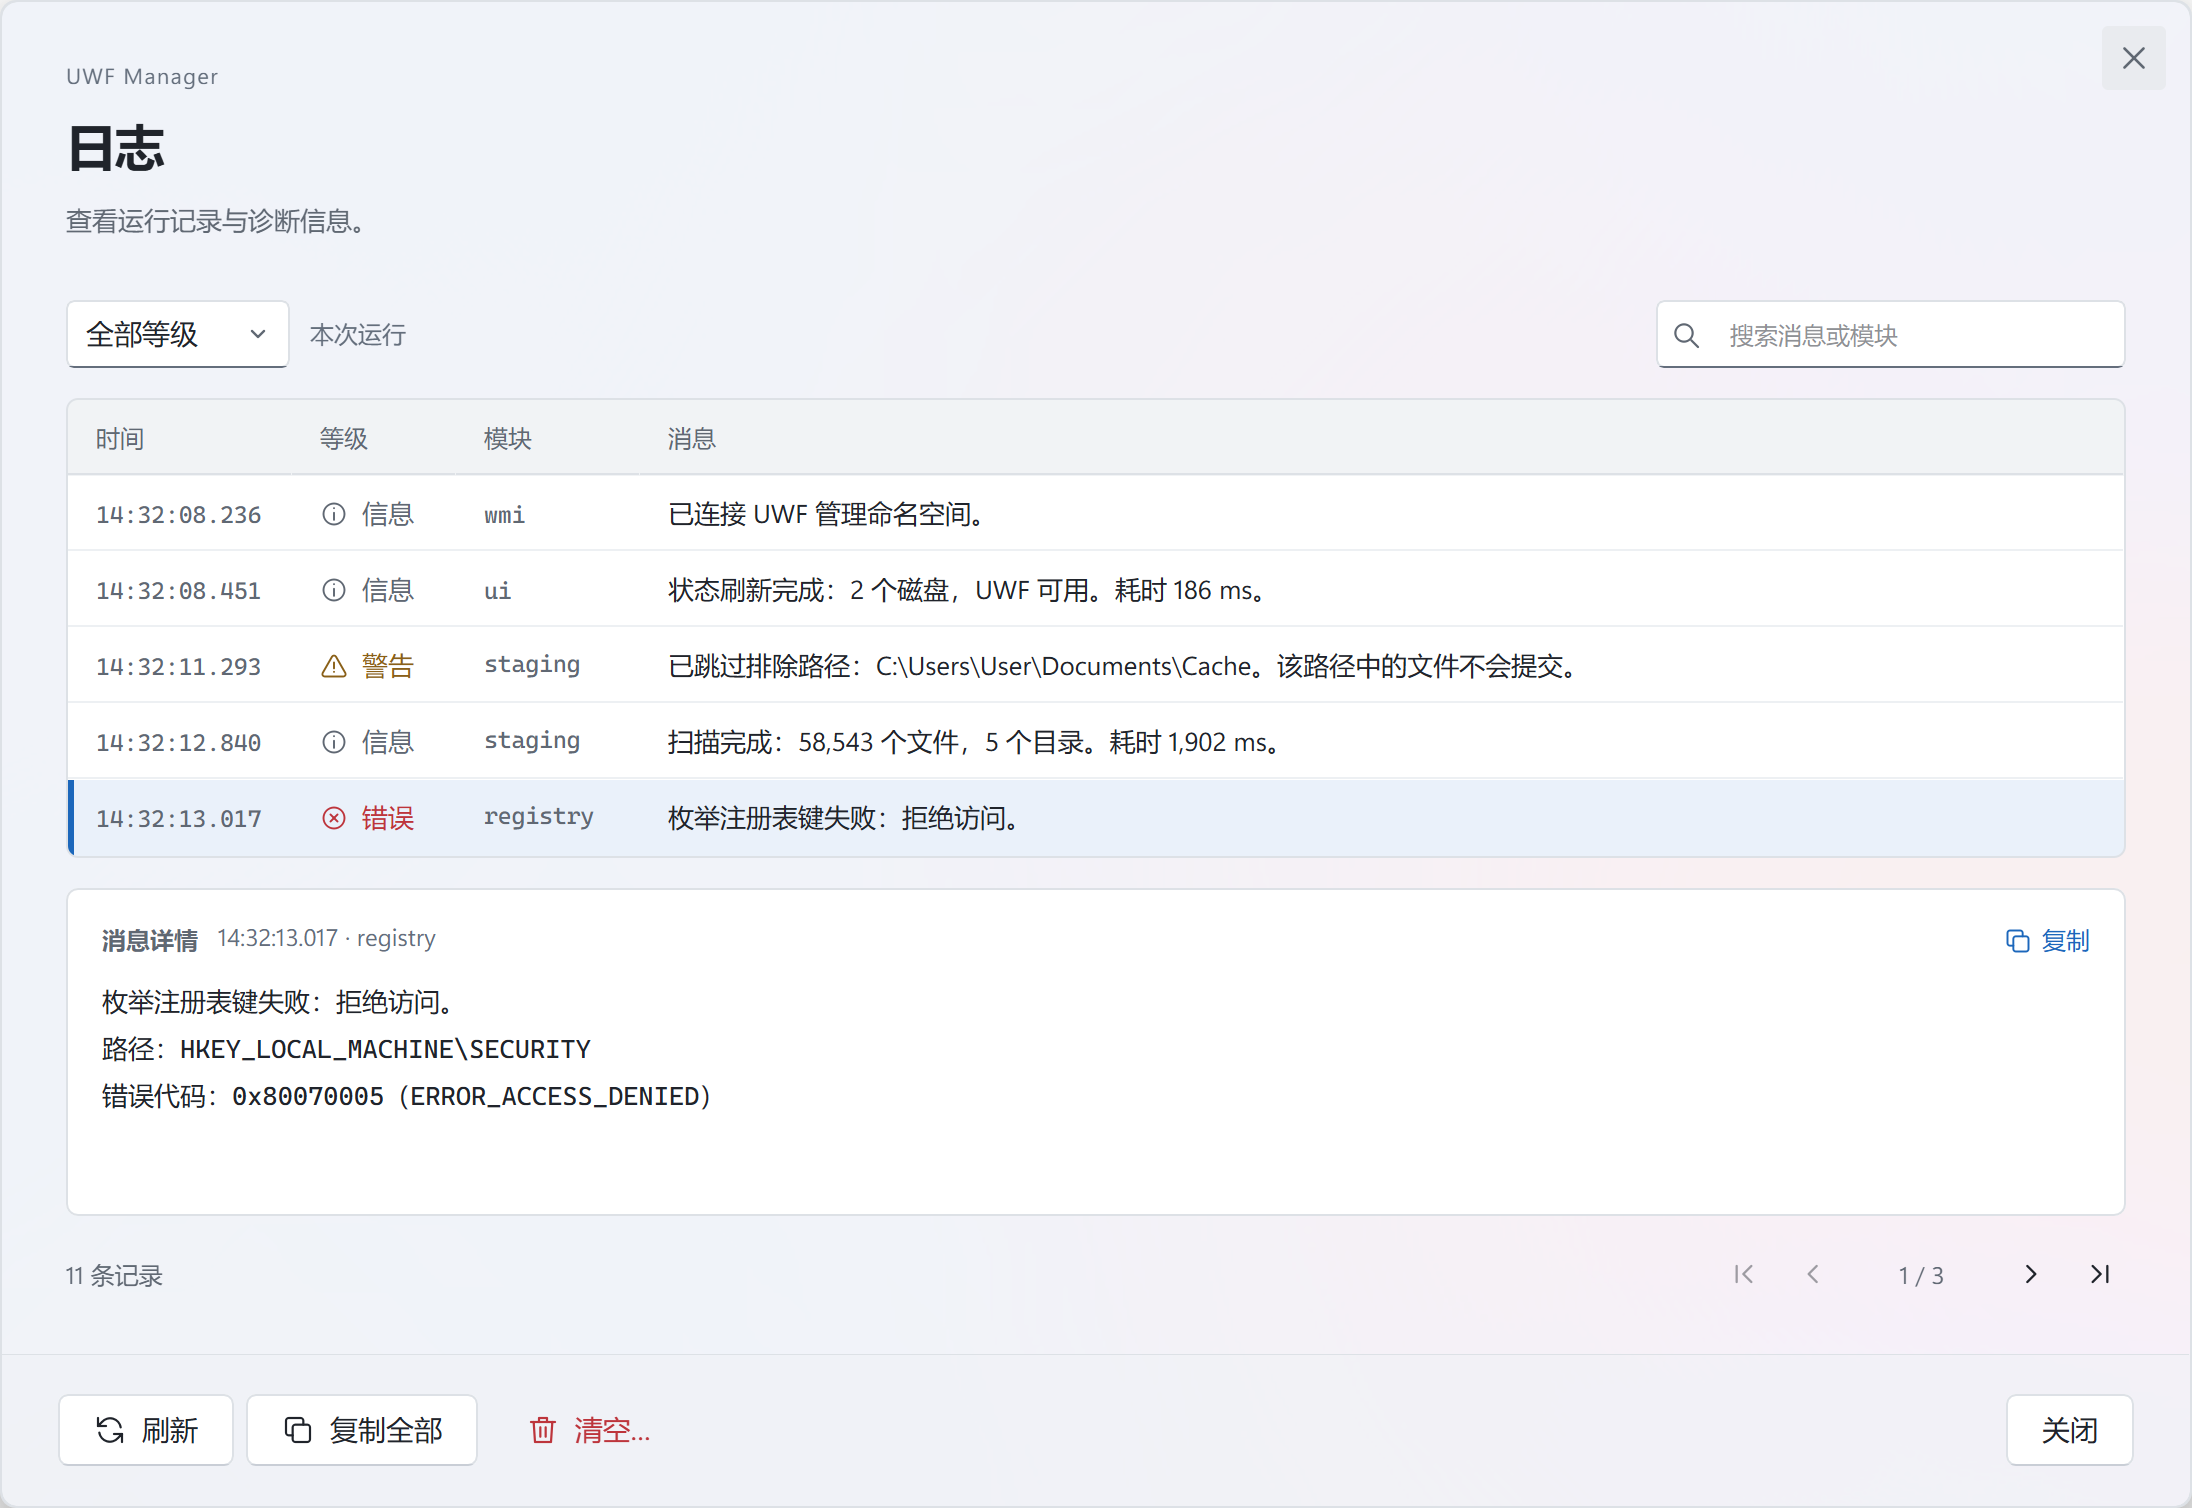 UWF Manager
日志
查看运行记录与诊断信息。
全部等级 本次运行 搜索消息或模块
时间 等级 模块 消息
14:32:08.236 信息 wmi 已连接 UWF 管理命名空间。
14:32:08.451 信息 ui 状态刷新完成：2 个磁盘，UWF 可用。耗时 186 ms。
14:32:11.293 警告 staging 已跳过排除路径：C:\Users\User\Documents\Cache。该路径中的文件不会提交。
14:32:12.840 信息 staging 扫描完成：58,543 个文件，5 个目录。耗时 1,902 ms。
14:32:13.017 错误 registry 枚举注册表键失败：拒绝访问。
消息详情 14:32:13.017 · registry 复制
枚举注册表键失败：拒绝访问。
路径：HKEY_LOCAL_MACHINE\SECURITY
错误代码：0x80070005（ERROR_ACCESS_DENIED）
11 条记录 1 / 3
刷新 复制全部 清空... 关闭